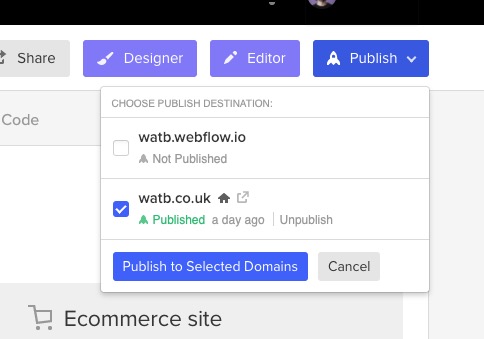 Share Designer Editor Publish
Code
CHOOSE PUBLISH DESTINATION:
watb.webflow.io
Not Published
watb.co.uk
Published a day ago Unpublish
Publish to Selected Domains Cancel
Ecommerce site